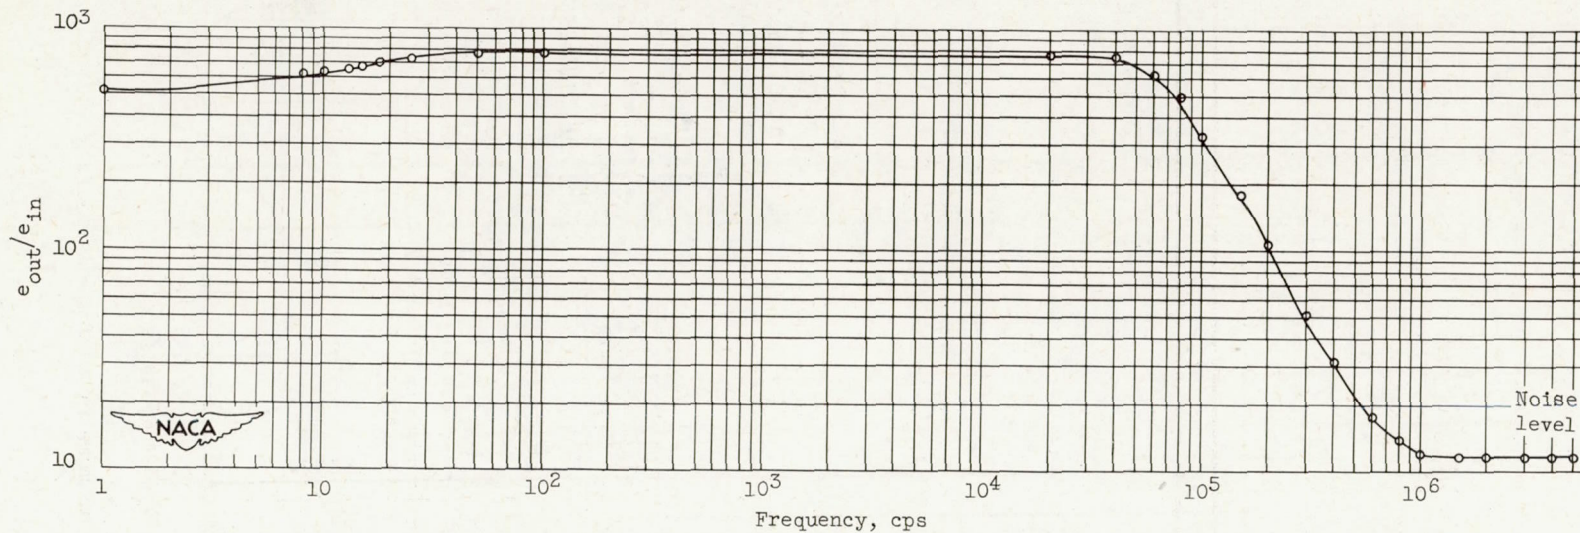 10³
e_out/e_in
10²
10
NACA
Noise
level
1
10
10²
10³
10⁴
10⁵
10⁶
Frequency, cps